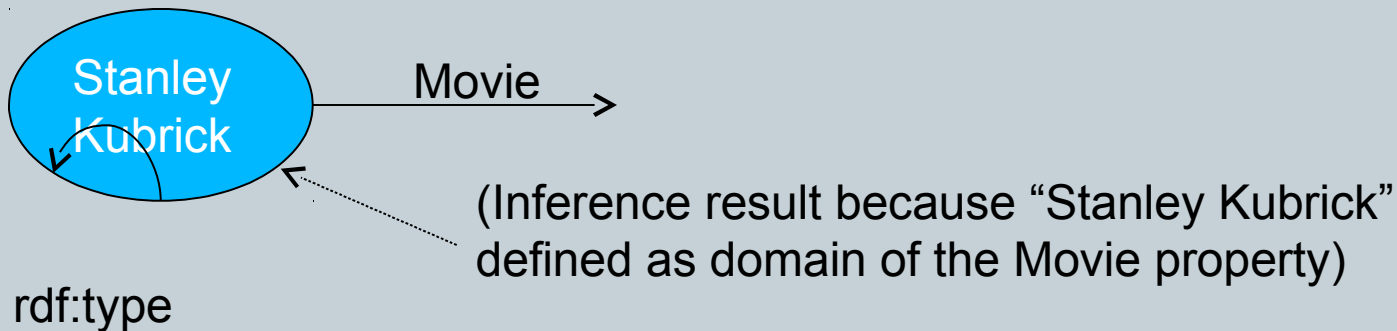 Stanley
Kubrick
Movie
(Inference result because “Stanley Kubrick”
defined as domain of the Movie property)
rdf:type